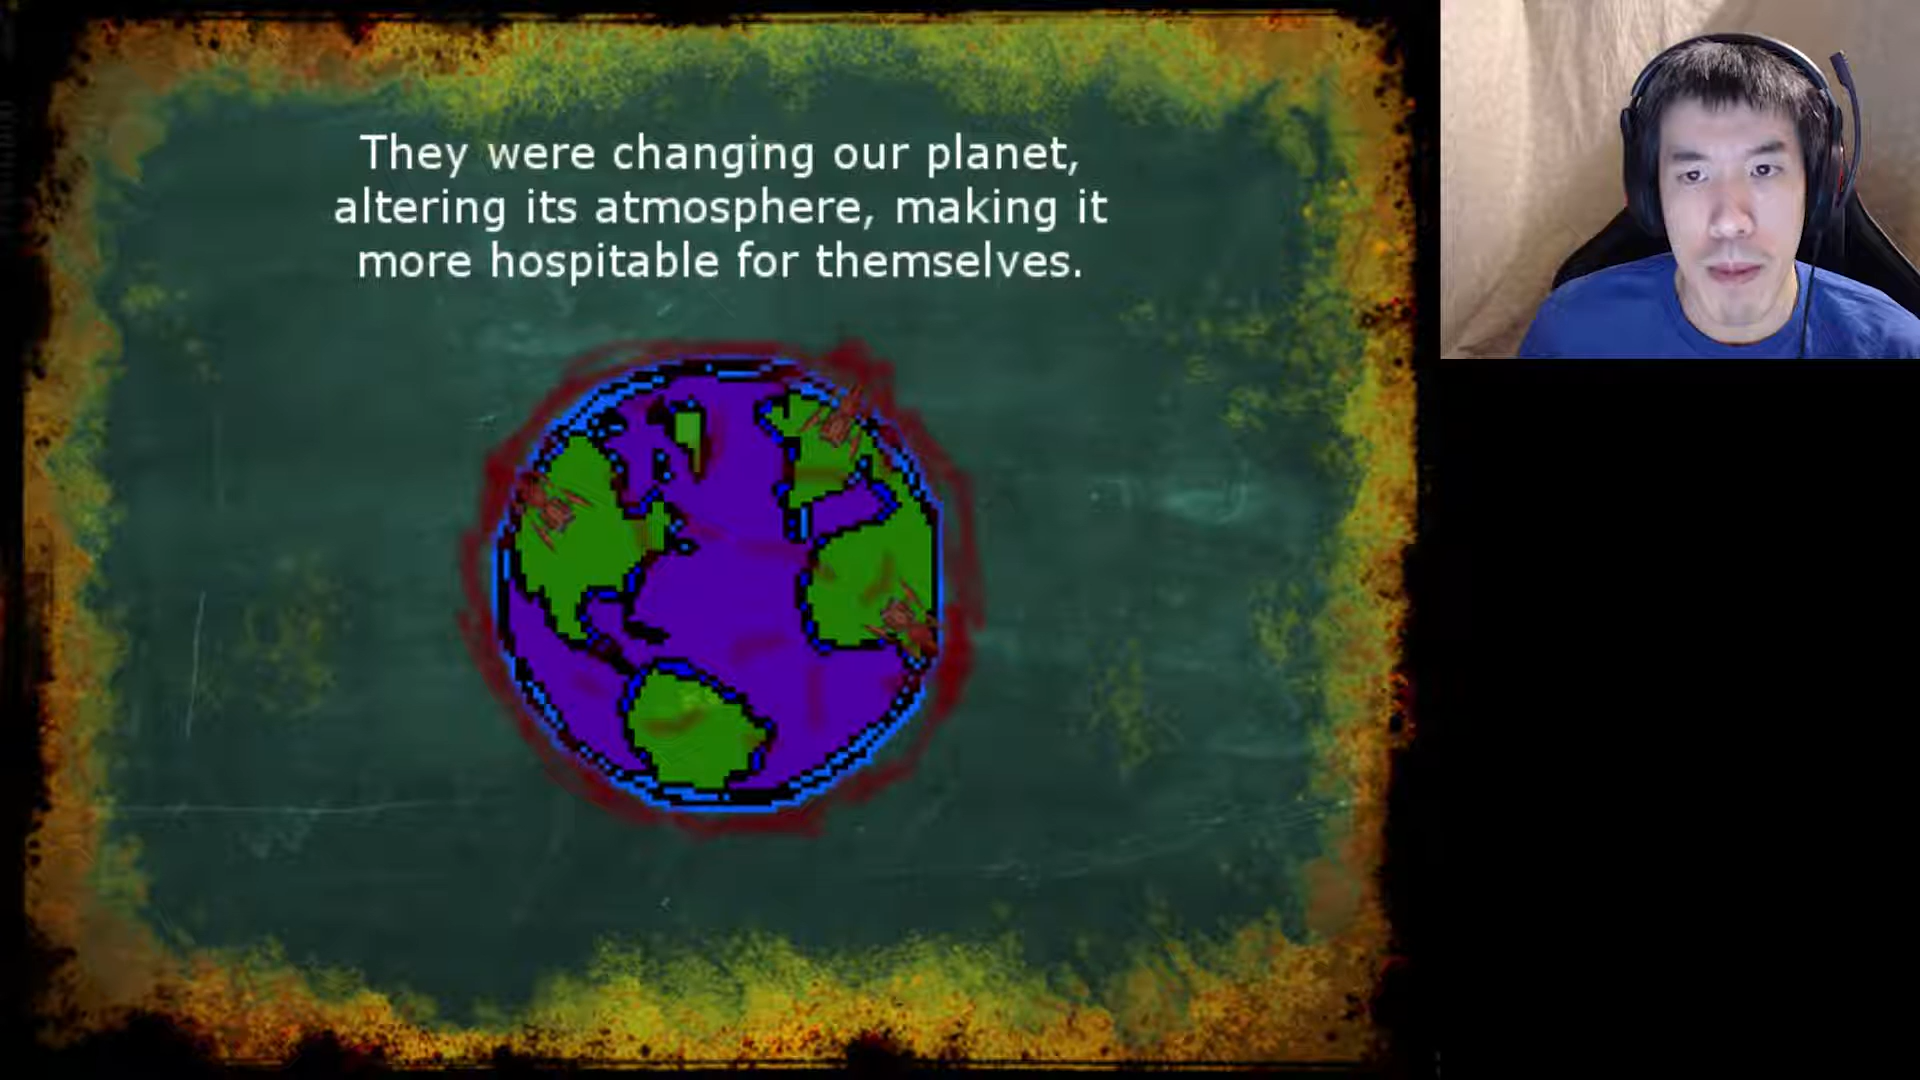 They were changing our planet,
altering its atmosphere, making it
more hospitable for themselves.